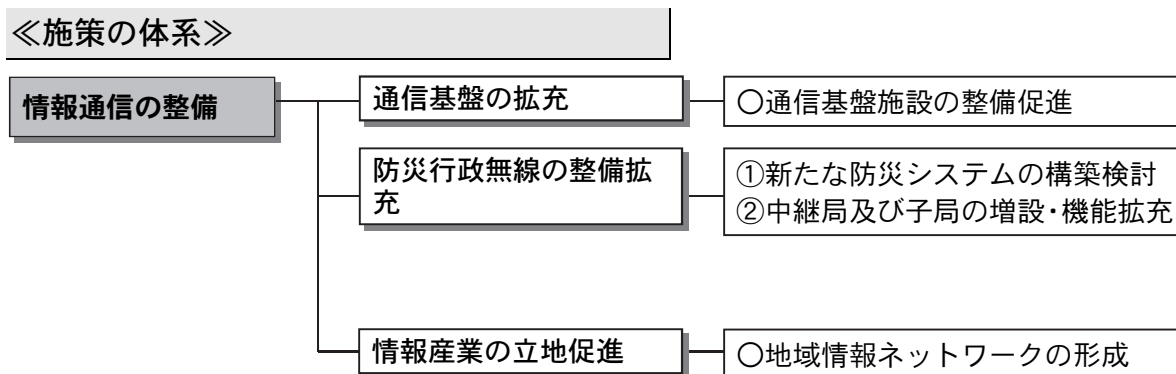 ≪施策の体系≫
情報通信の整備
通信基盤の拡充
〇通信基盤施設の整備促進
防災行政無線の整備拡
充
①新たな防災システムの構築検討
②中継局及び子局の増設・機能拡充
情報産業の立地促進
〇地域情報ネットワークの形成